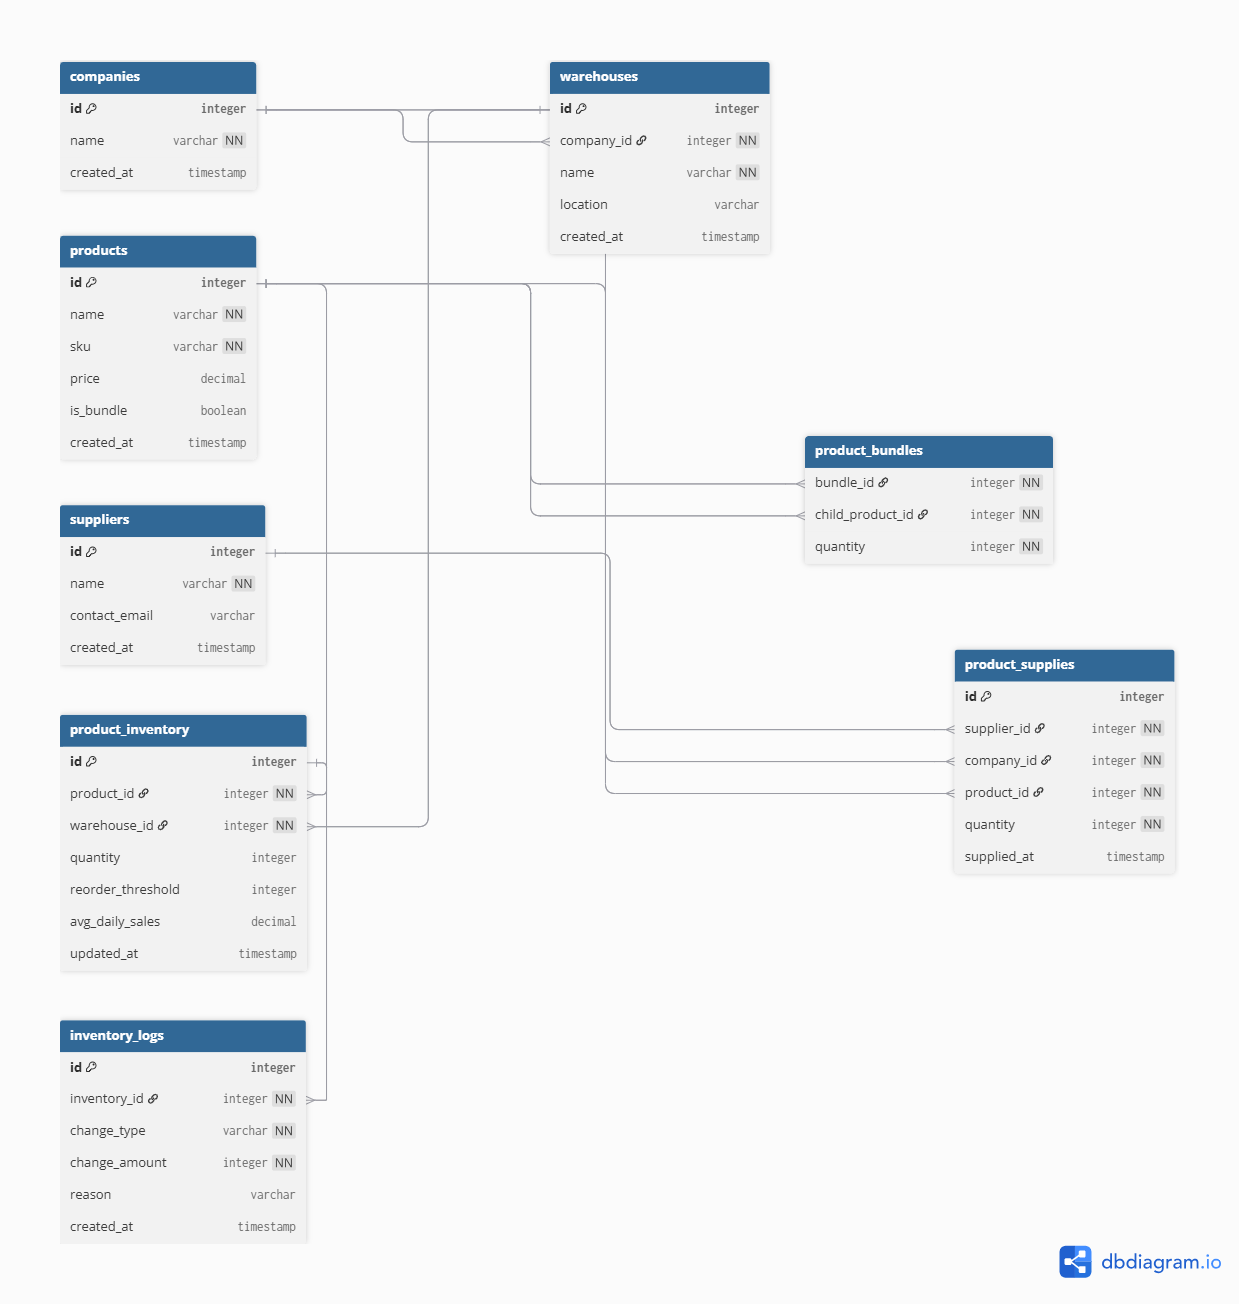 companies
id integer
name varchar NN
created_at timestamp
warehouses
id integer
company_id integer NN
name varchar NN
location varchar
created_at timestamp
products
id integer
name varchar NN
sku varchar NN
price decimal
is_bundle boolean
created_at timestamp
product_bundles
bundle_id integer NN
child_product_id integer NN
quantity integer NN
suppliers
id integer
name varchar NN
contact_email varchar
created_at timestamp
product_supplies
id integer
supplier_id integer NN
company_id integer NN
product_id integer NN
quantity integer NN
supplied_at timestamp
product_inventory
id integer
product_id integer NN
warehouse_id integer NN
quantity integer
reorder_threshold integer
avg_daily_sales decimal
updated_at timestamp
inventory_logs
id integer
inventory_id integer NN
change_type varchar NN
change_amount integer NN
reason varchar
created_at timestamp
dbdiagram.io